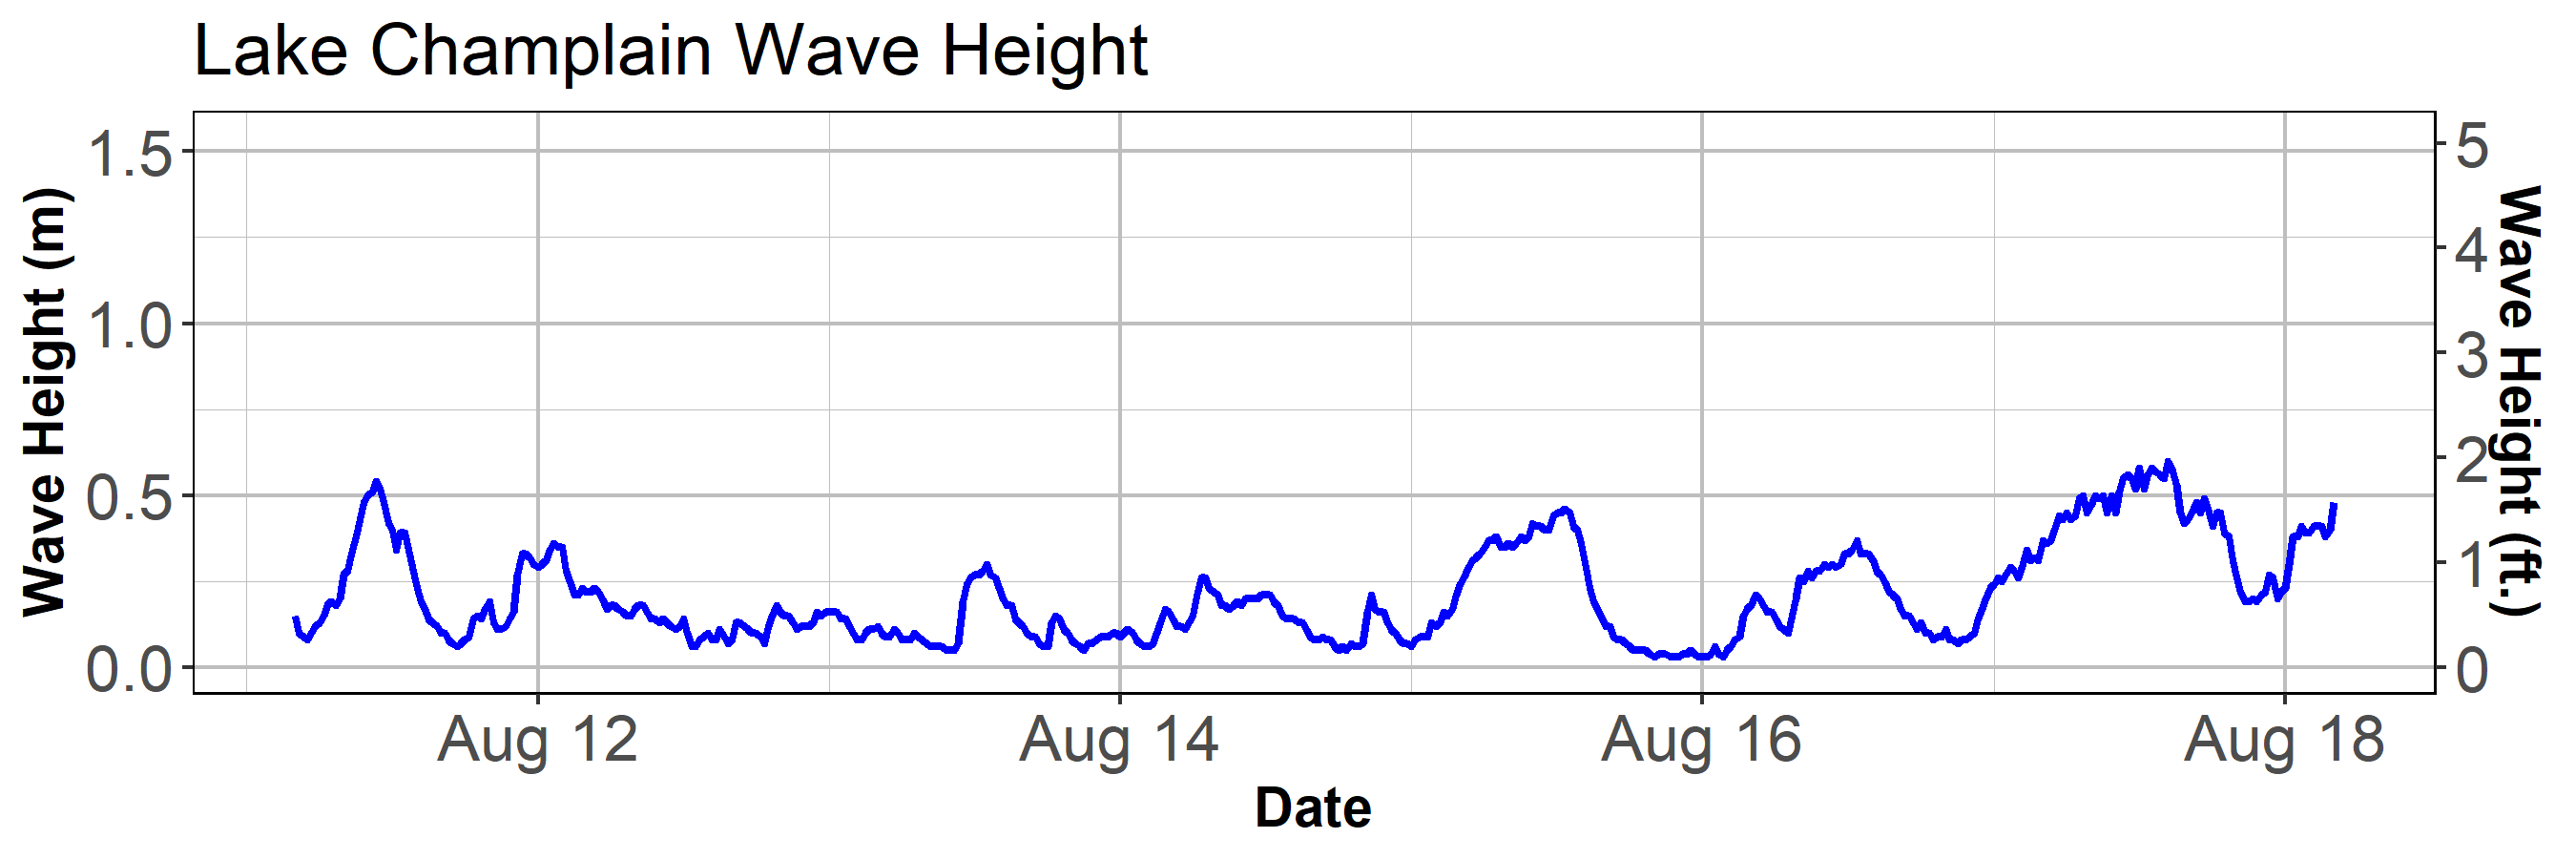 Lake Champlain Wave Height
Wave Height (m)
1.5
1.0
0.5
0.0
5
4
3
2
1
0
Wave Height (ft.)
Aug 12
Aug 14
Aug 16
Aug 18
Date